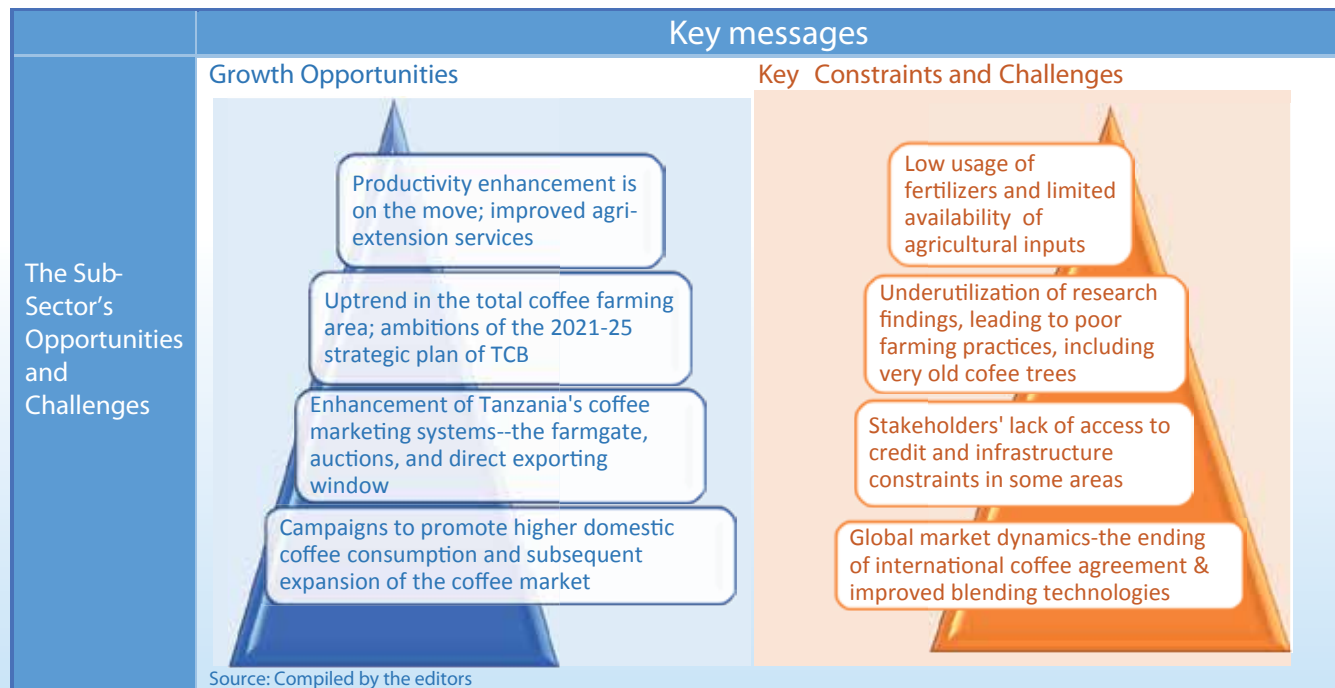 Key messages
The Sub-
Sector's
Opportunities
and
Challenges
Growth Opportunities
Productivity enhancement is
on the move; improved agri-
extension services
Uptrend in the total coffee farming
area; ambitions of the 2021-25
strategic plan of TCB
Enhancement of Tanzania's coffee
marketing systems--the farmgate,
auctions, and direct exporting
window
Campaigns to promote higher domestic
coffee consumption and subsequent
expansion of the coffee market
Key Constraints and Challenges
Low usage of
fertilizers and limited
availability of
agricultural inputs
Underutilization of research
findings, leading to poor
farming practices, including
very old cofee trees
Stakeholders' lack of access to
credit and infrastructure
constraints in some areas
Global market dynamics-the ending
of international coffee agreement &
improved blending technologies
Source: Compiled by the editors